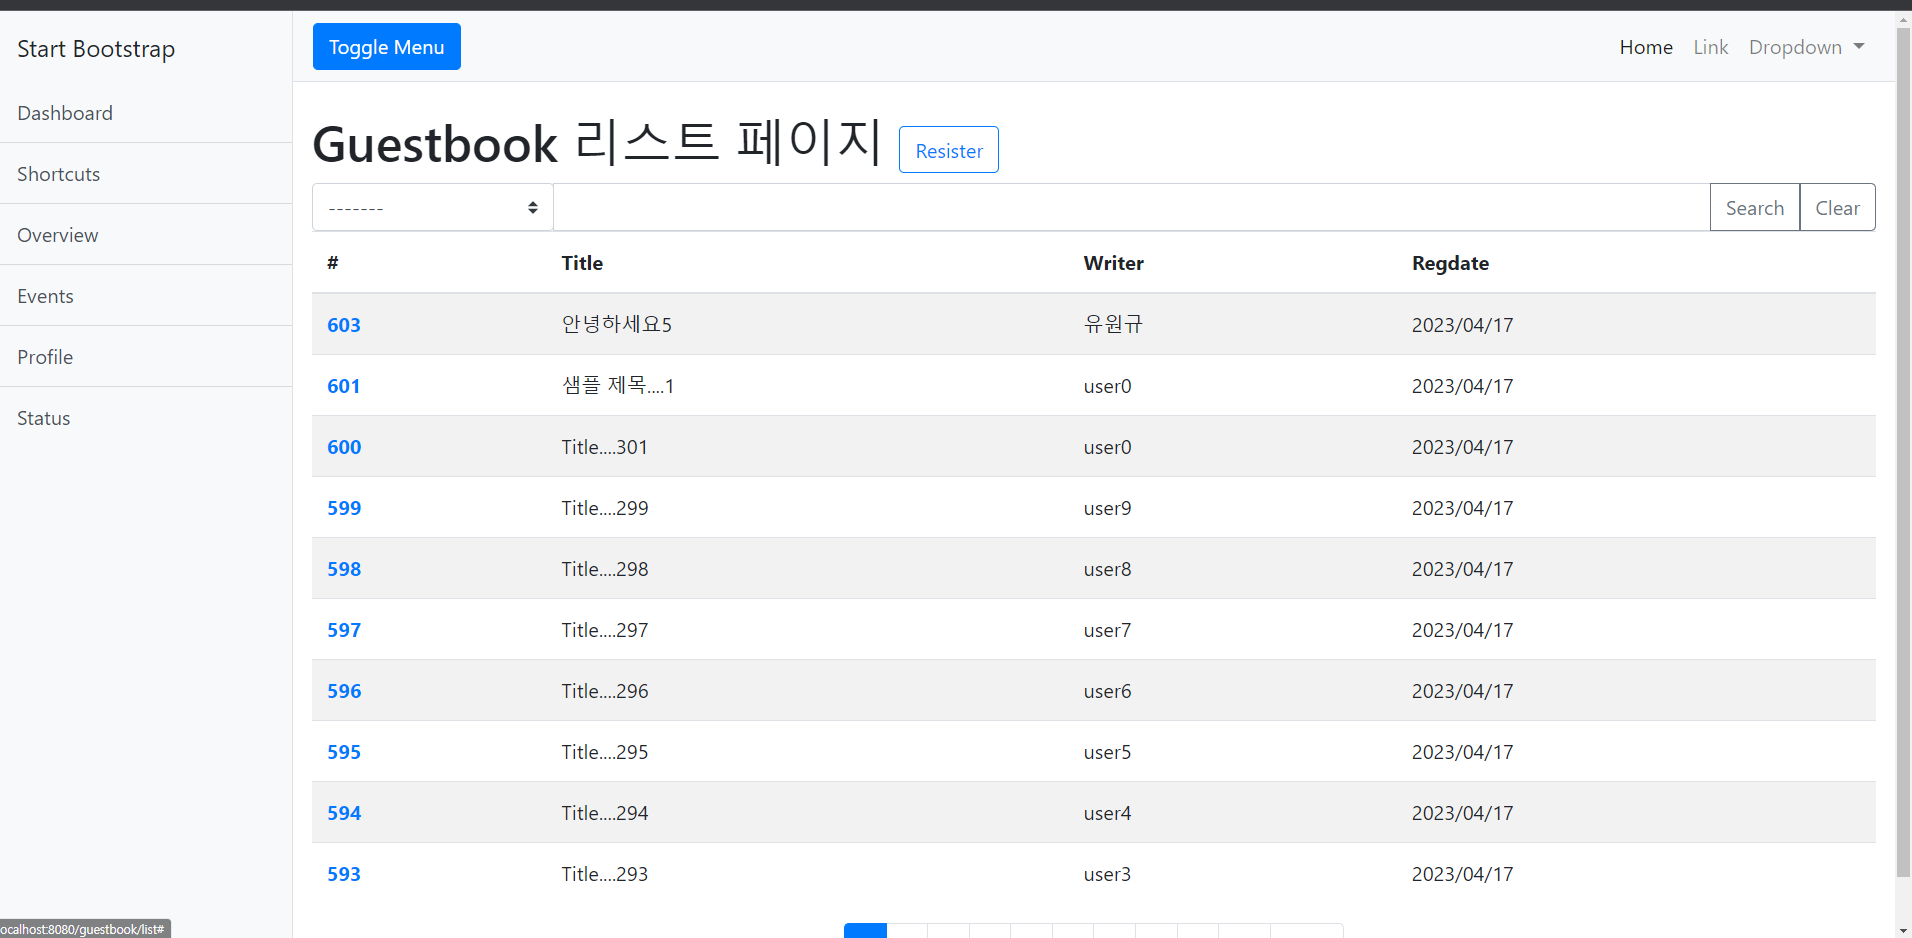 Start Bootstrap
Toggle Menu
Home Link Dropdown
Dashboard
Shortcuts
Overview
Events
Profile
Status
Guestbook 리스트 페이지 Resister
------- Search Clear
# Title Writer Regdate
603 안녕하세요5 유원규 2023/04/17
601 샘플 제목....1 user0 2023/04/17
600 Title....301 user0 2023/04/17
599 Title....299 user9 2023/04/17
598 Title....298 user8 2023/04/17
597 Title....297 user7 2023/04/17
596 Title....296 user6 2023/04/17
595 Title....295 user5 2023/04/17
594 Title....294 user4 2023/04/17
593 Title....293 user3 2023/04/17
ocalhost:8080/guestbook/list#